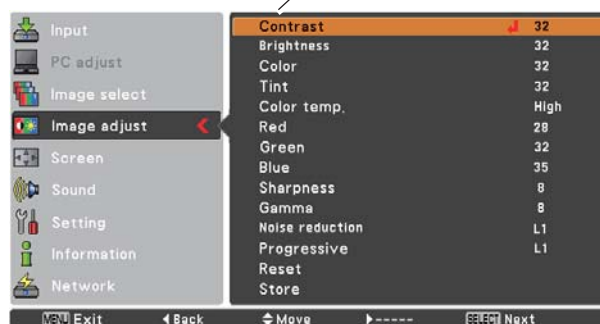 Input
PC adjust
Image select
Image adjust
Screen
Sound
Setting
Information
Network
Contrast 32
Brightness 32
Color 32
Tint 32
Color temp. High
Red 28
Green 32
Blue 35
Sharpness 8
Gamma 8
Noise reduction L1
Progressive L1
Reset
Store
MENU Exit Back Move ----- SELECT Next